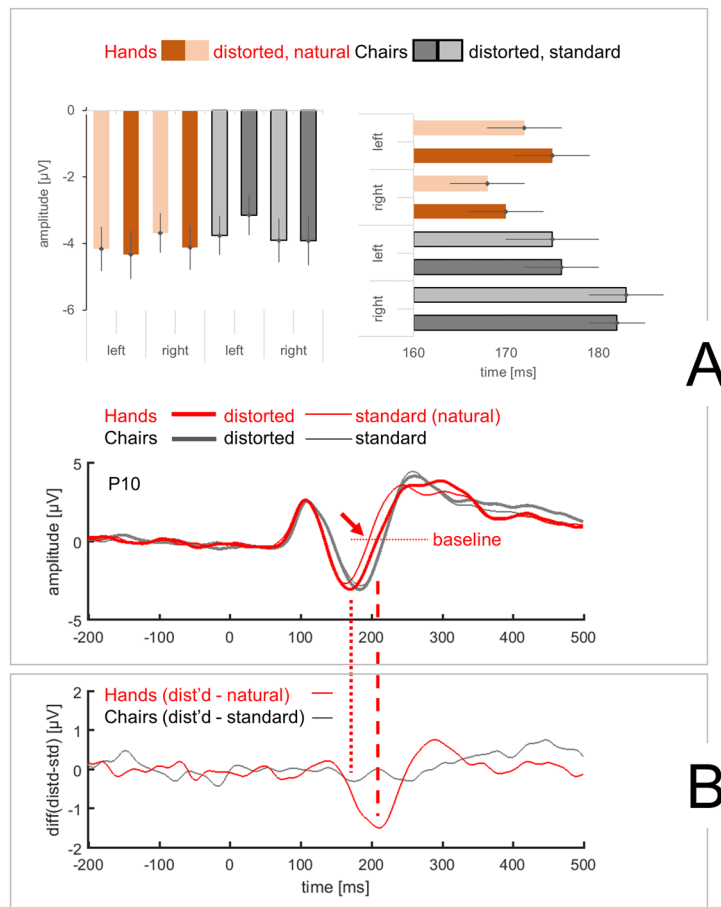 Hands distorted, natural Chairs distorted, standard
0
-2
-4
-6
amplitude [μV]
left right left right
left
right
left
right
160 170 180
time [ms]
A
Hands distorted standard (natural)
Chairs distorted standard
5
0
-5
amplitude [μV]
P10
baseline
-200 -100 0 100 200 300 400 500
Hands (dist'd - natural)
Chairs (dist'd - standard)
2
1
0
-1
-2
diff(distd-std) [μV]
B
-200 -100 0 100 200 300 400 500
time [ms]